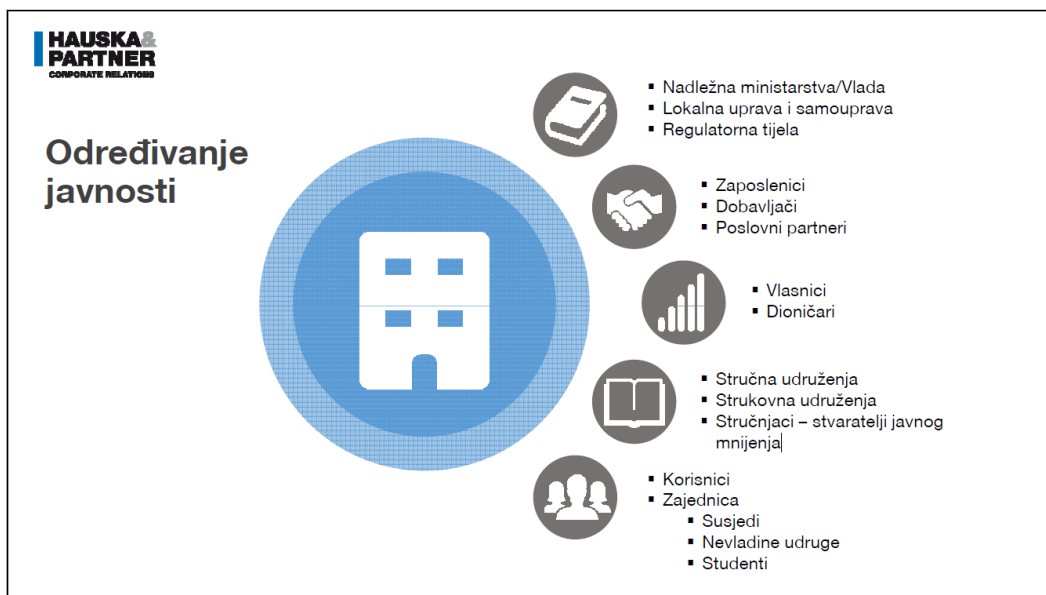 HAUSKA&
PARTNER
CORPORATE RELATIONS
Određivanje
javnosti
▪ Nadležna ministarstva/Vlada
▪ Lokalna uprava i samouprava
▪ Regulatorna tijela
▪ Zaposlenici
▪ Dobavljači
▪ Poslovni partneri
▪ Vlasnici
▪ Dioničari
▪ Stručna udruženja
▪ Strukovna udruženja
▪ Stručnjaci – stvaratelji javnog
mnijenja
▪ Korisnici
▪ Zajednica
▪ Susjedi
▪ Nevladine udruge
▪ Studenti